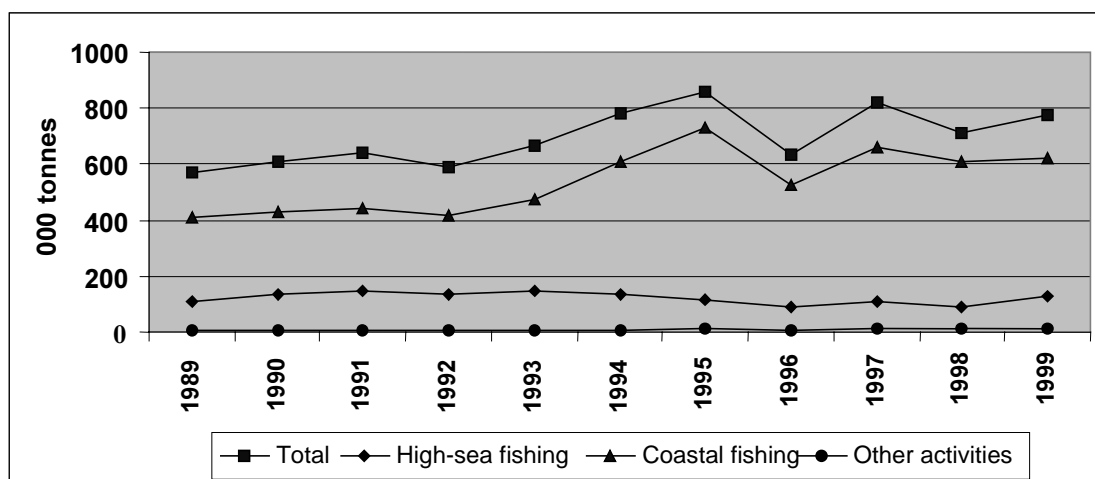 1000
800
600
400
200
0
000 tonnes
1989 1990 1991 1992 1993 1994 1995 1996 1997 1998 1999
Total High-sea fishing Coastal fishing Other activities